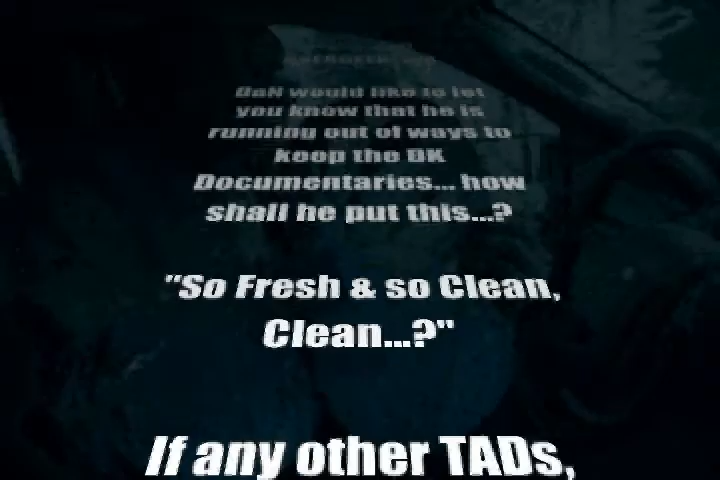 DaN would like to let
you know that he is
running out of ways to
keep the DK
Documentaries... how
shall he put this...?
"So Fresh & so Clean,
Clean...?"
If any other TADs,